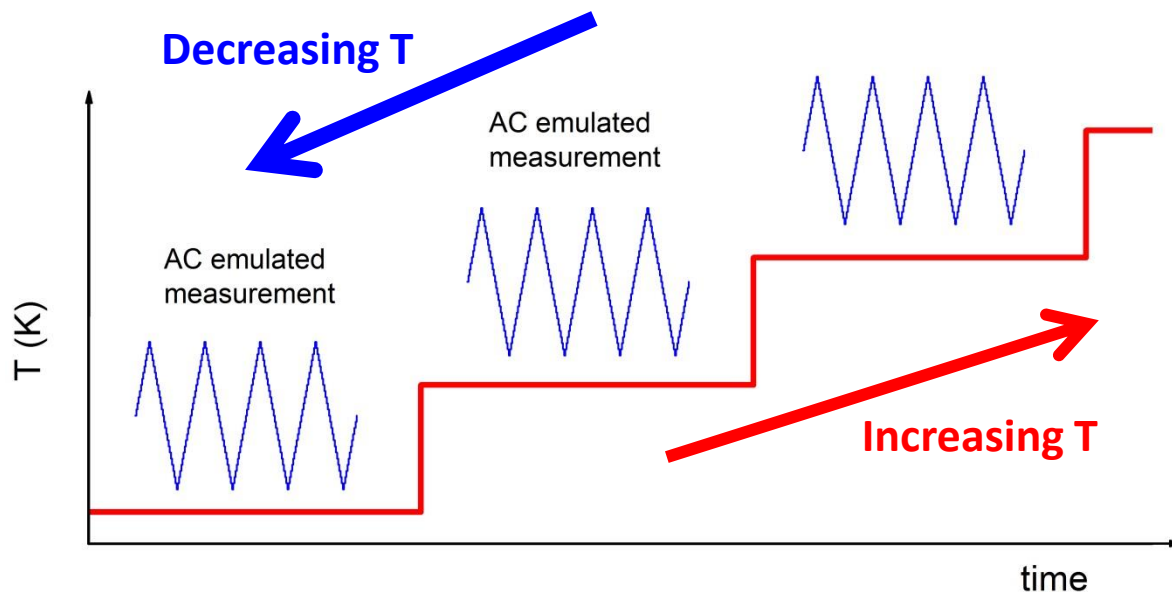 Decreasing T
AC emulated
measurement
AC emulated
measurement
T (K)
Increasing T
time